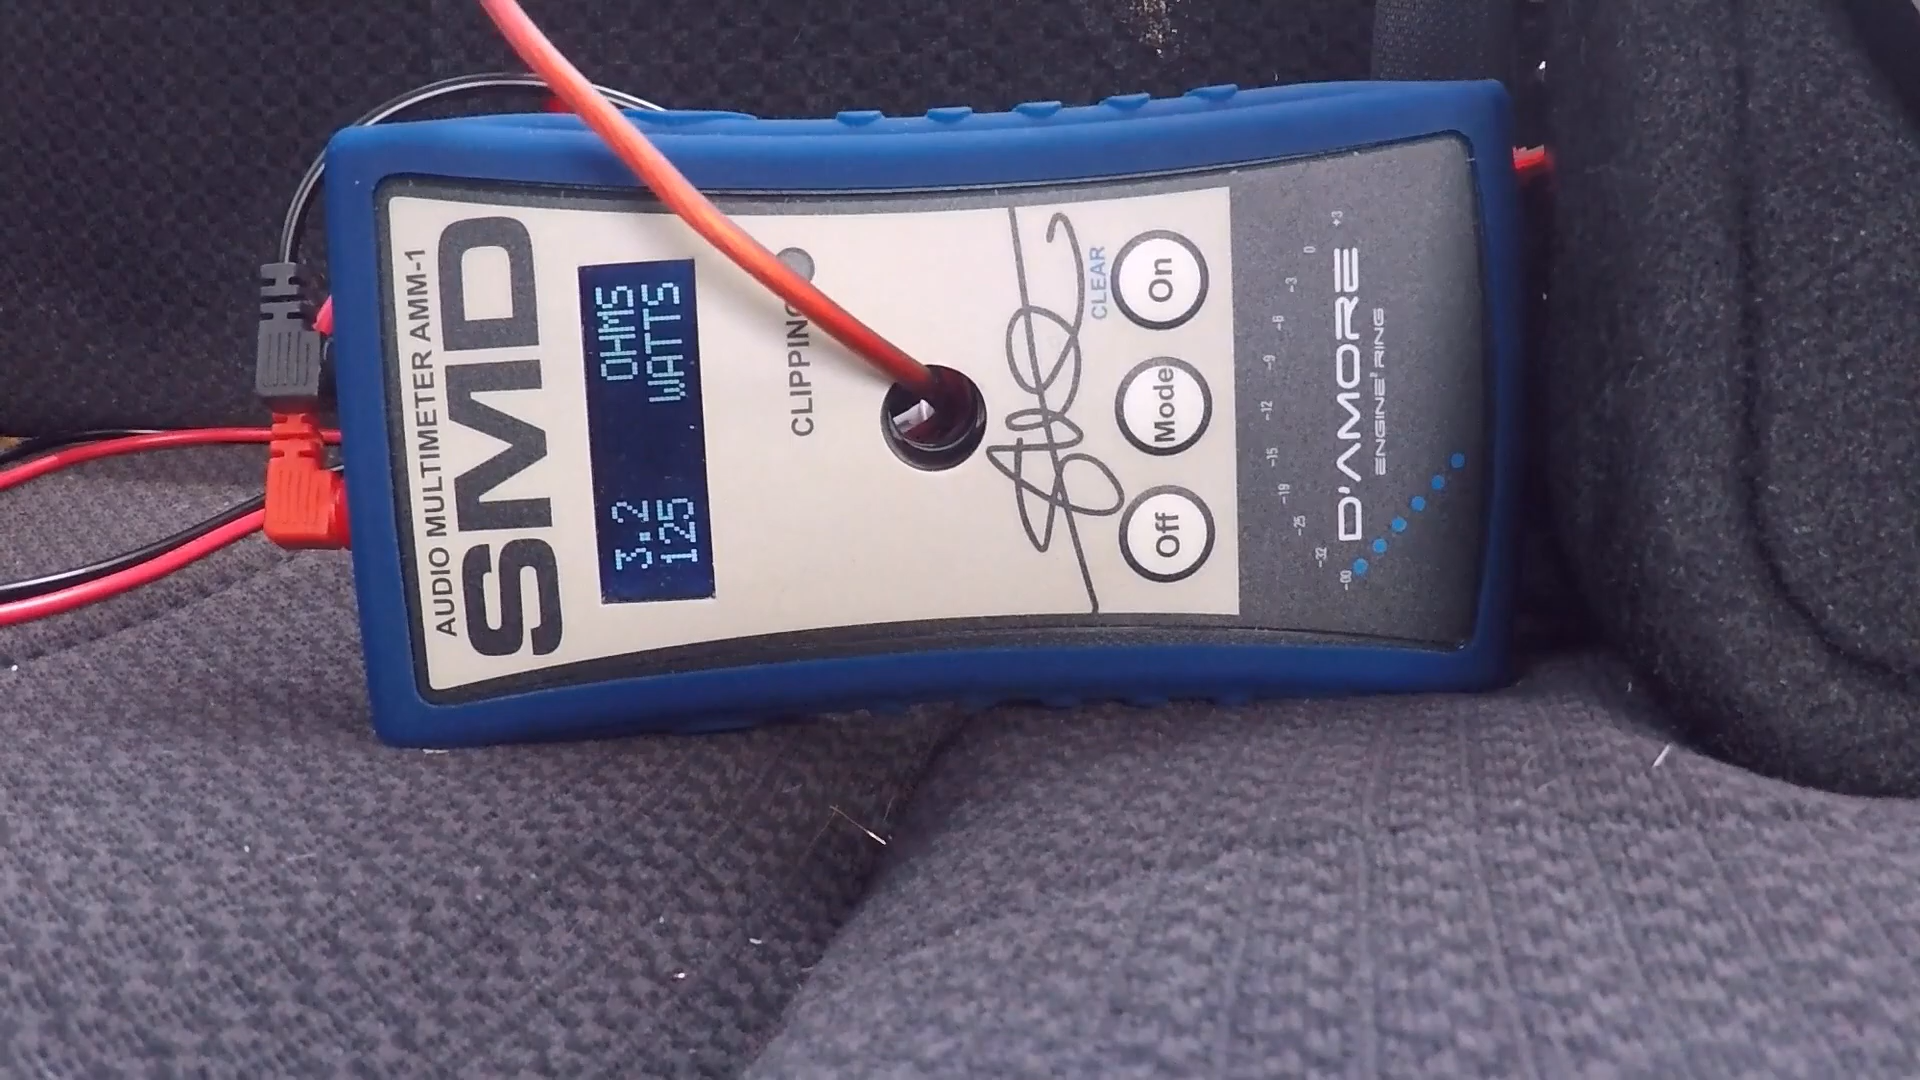 AUDIO MULTIMETER AMM-1
SMD
3.2 OHMS
125 WATTS
CLIPPING
CLEAR
Off Mode On
-00 -32 -25 -19 -15 -12 -9 -6 -3 0 +3
D'AMORE
ENGINE'RING